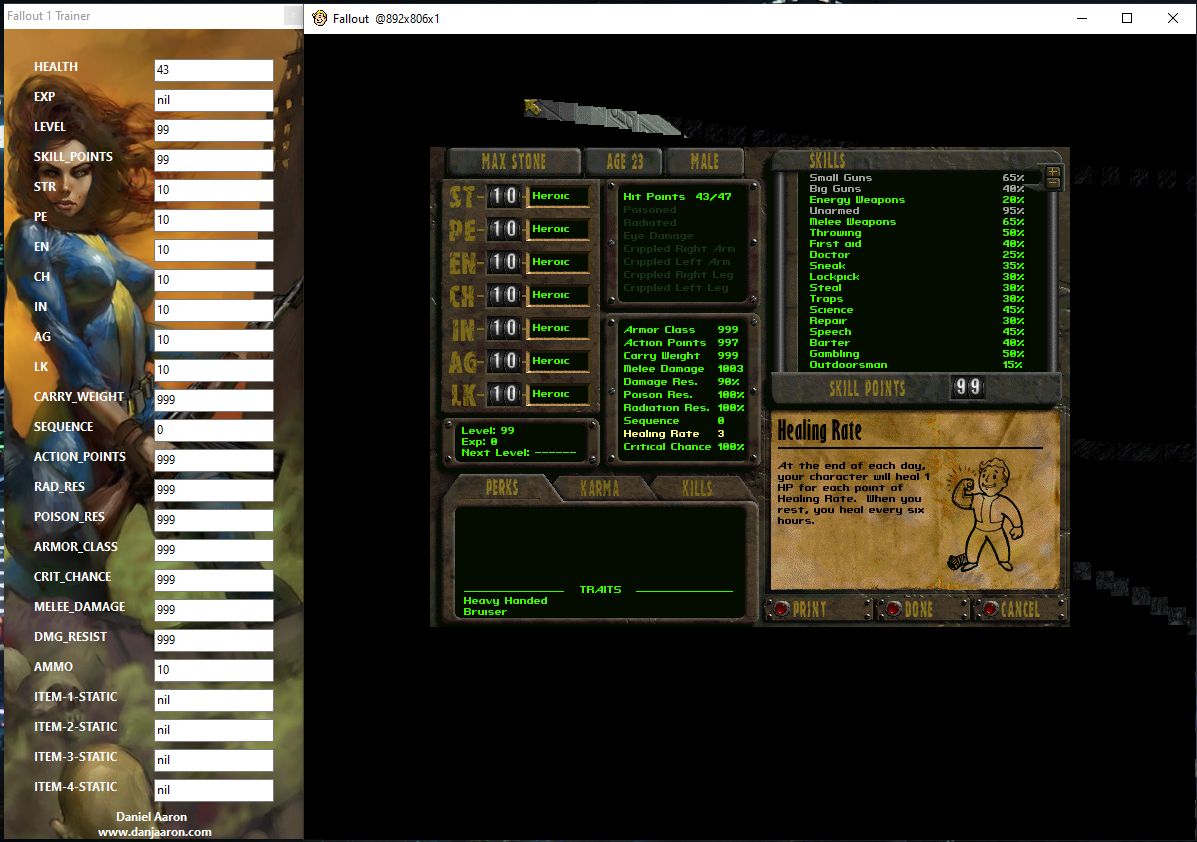 Fallout 1 Trainer
HEALTH 43
EXP nil
LEVEL 99
SKILL_POINTS 99
STR 10
PE 10
EN 10
CH 10
IN 10
AG 10
LK 10
CARRY_WEIGHT 999
SEQUENCE 0
ACTION_POINTS 999
RAD_RES 999
POISON_RES 999
ARMOR_CLASS 999
CRIT_CHANCE 999
MELEE_DAMAGE 999
DMG_RESIST 999
AMMO 10
ITEM-1-STATIC nil
ITEM-2-STATIC nil
ITEM-3-STATIC nil
ITEM-4-STATIC nil
Daniel Aaron
www.danjaaron.com
Fallout @892x806x1
MAX STONE AGE 23 MALE
ST 10 Heroic
PE 10 Heroic
EN 10 Heroic
CH 10 Heroic
IN 10 Heroic
AG 10 Heroic
LK 10 Heroic
Hit Points 43/47
Poisoned
Radiated
Eye Damage
Crippled Right Arm
Crippled Left Arm
Crippled Right Leg
Crippled Left Leg
Armor Class 999
Action Points 997
Carry Weight 999
Melee Damage 1003
Damage Res. 90%
Poison Res. 100%
Radiation Res. 100%
Sequence 0
Healing Rate 3
Critical Chance 100%
Level: 99
Exp: 0
Next Level: ------
PERKS KARMA KILLS
TRAITS
Heavy Handed
Bruiser
SKILLS
Small Guns 65%
Big Guns 40%
Energy Weapons 20%
Unarmed 95%
Melee Weapons 65%
Throwing 50%
First aid 40%
Doctor 25%
Sneak 35%
Lockpick 30%
Steal 30%
Traps 30%
Science 45%
Repair 30%
Speech 45%
Barter 40%
Gambling 50%
Outdoorsman 15%
SKILL POINTS 99
Healing Rate
At the end of each day,
your character will heal 1
HP for each point of
Healing Rate. When you
rest, you heal every six
hours.
PRINT DONE CANCEL